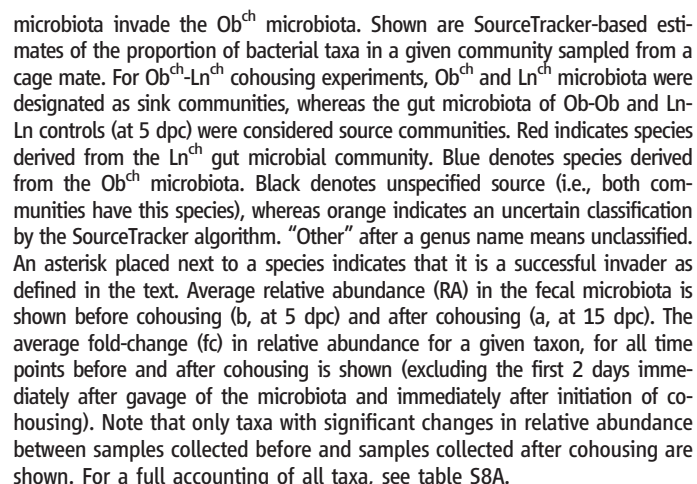 microbiota invade the Ob^ch microbiota. Shown are SourceTracker-based esti-
mates of the proportion of bacterial taxa in a given community sampled from a
cage mate. For Ob^ch-Ln^ch cohousing experiments, Ob^ch and Ln^ch microbiota were
designated as sink communities, whereas the gut microbiota of Ob-Ob and Ln-
Ln controls (at 5 dpc) were considered source communities. Red indicates species
derived from the Ln^ch gut microbial community. Blue denotes species derived
from the Ob^ch microbiota. Black denotes unspecified source (i.e., both com-
munities have this species), whereas orange indicates an uncertain classification
by the SourceTracker algorithm. “Other” after a genus name means unclassified.
An asterisk placed next to a species indicates that it is a successful invader as
defined in the text. Average relative abundance (RA) in the fecal microbiota is
shown before cohousing (b, at 5 dpc) and after cohousing (a, at 15 dpc). The
average fold-change (fc) in relative abundance for a given taxon, for all time
points before and after cohousing is shown (excluding the first 2 days imme-
diately after gavage of the microbiota and immediately after initiation of co-
housing). Note that only taxa with significant changes in relative abundance
between samples collected before and samples collected after cohousing are
shown. For a full accounting of all taxa, see table S8A.